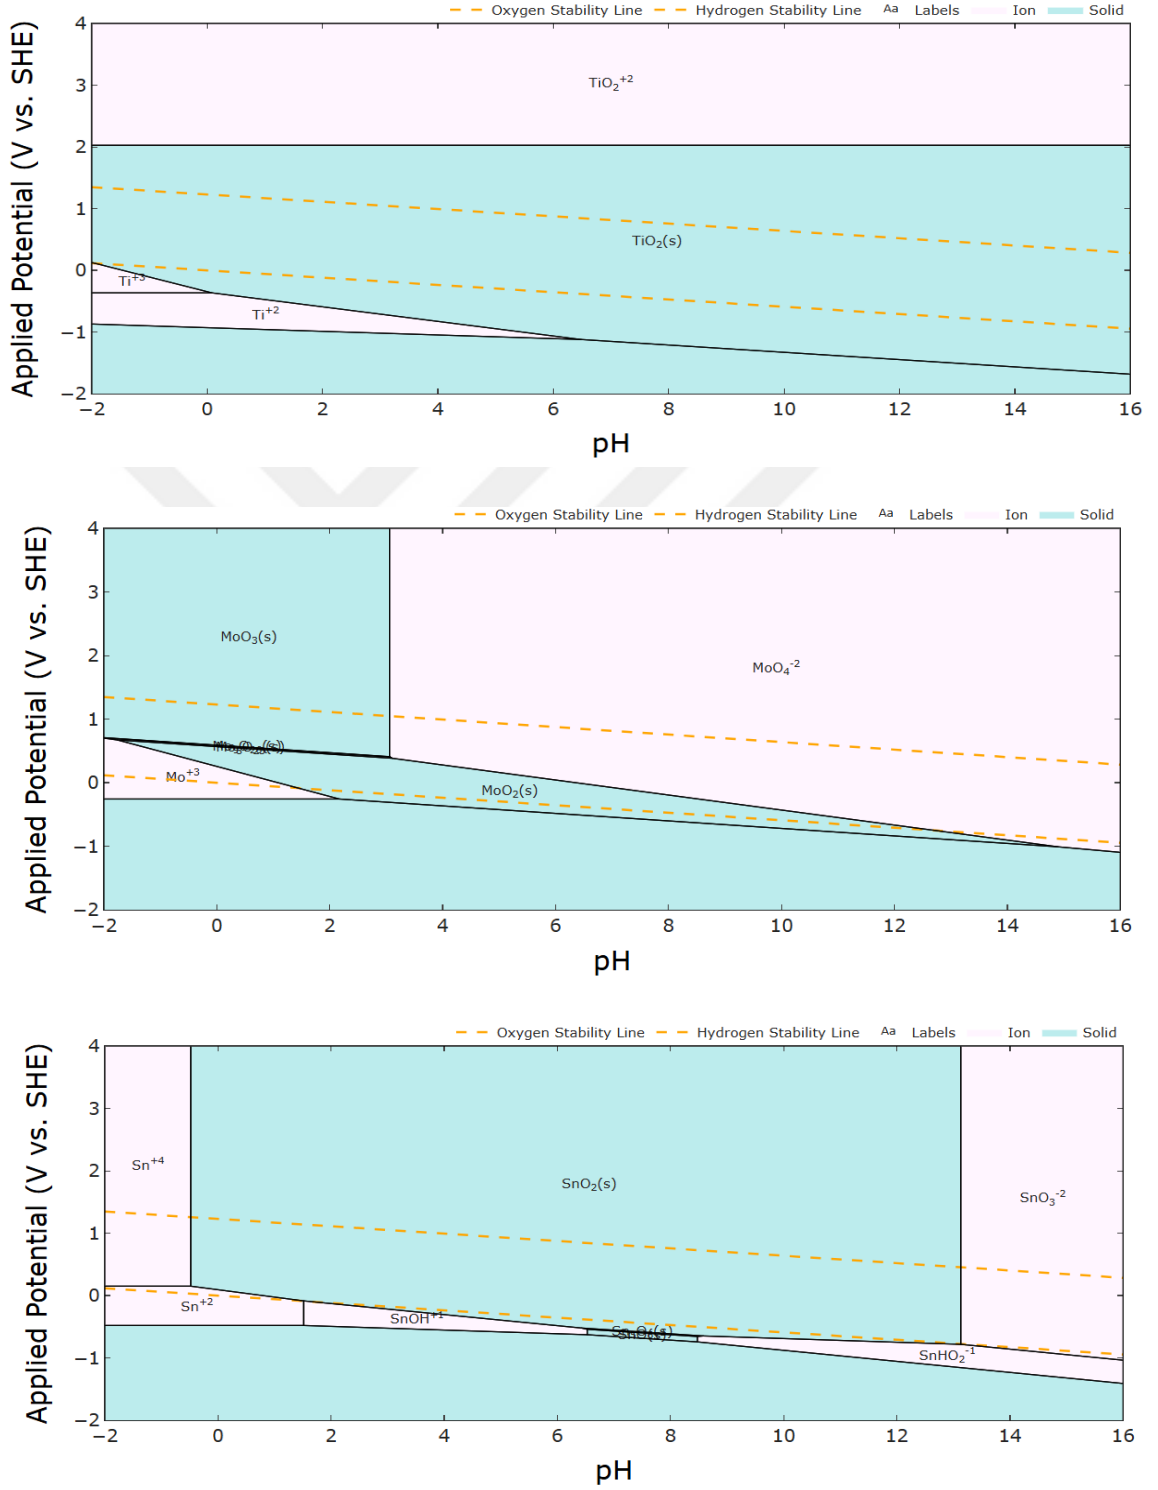 Oxygen Stability Line Hydrogen Stability Line Aa Labels Ion Solid
Applied Potential (V vs. SHE)
4
3
2
1
0
−1
−2
TiO₂⁺²
TiO₂(s)
Ti⁺³
Ti⁺²
−2 0 2 4 6 8 10 12 14 16
pH
Oxygen Stability Line Hydrogen Stability Line Aa Labels Ion Solid
Applied Potential (V vs. SHE)
4
3
2
1
0
−1
−2
MoO₃(s)
MoO₄⁻²
Mo⁺³
MoO₂(s)
−2 0 2 4 6 8 10 12 14 16
pH
Oxygen Stability Line Hydrogen Stability Line Aa Labels Ion Solid
Applied Potential (V vs. SHE)
4
3
2
1
0
−1
−2
Sn⁺⁴
SnO₂(s)
SnO₃⁻²
Sn⁺²
SnOH⁺¹
SnHO₂⁻¹
−2 0 2 4 6 8 10 12 14 16
pH